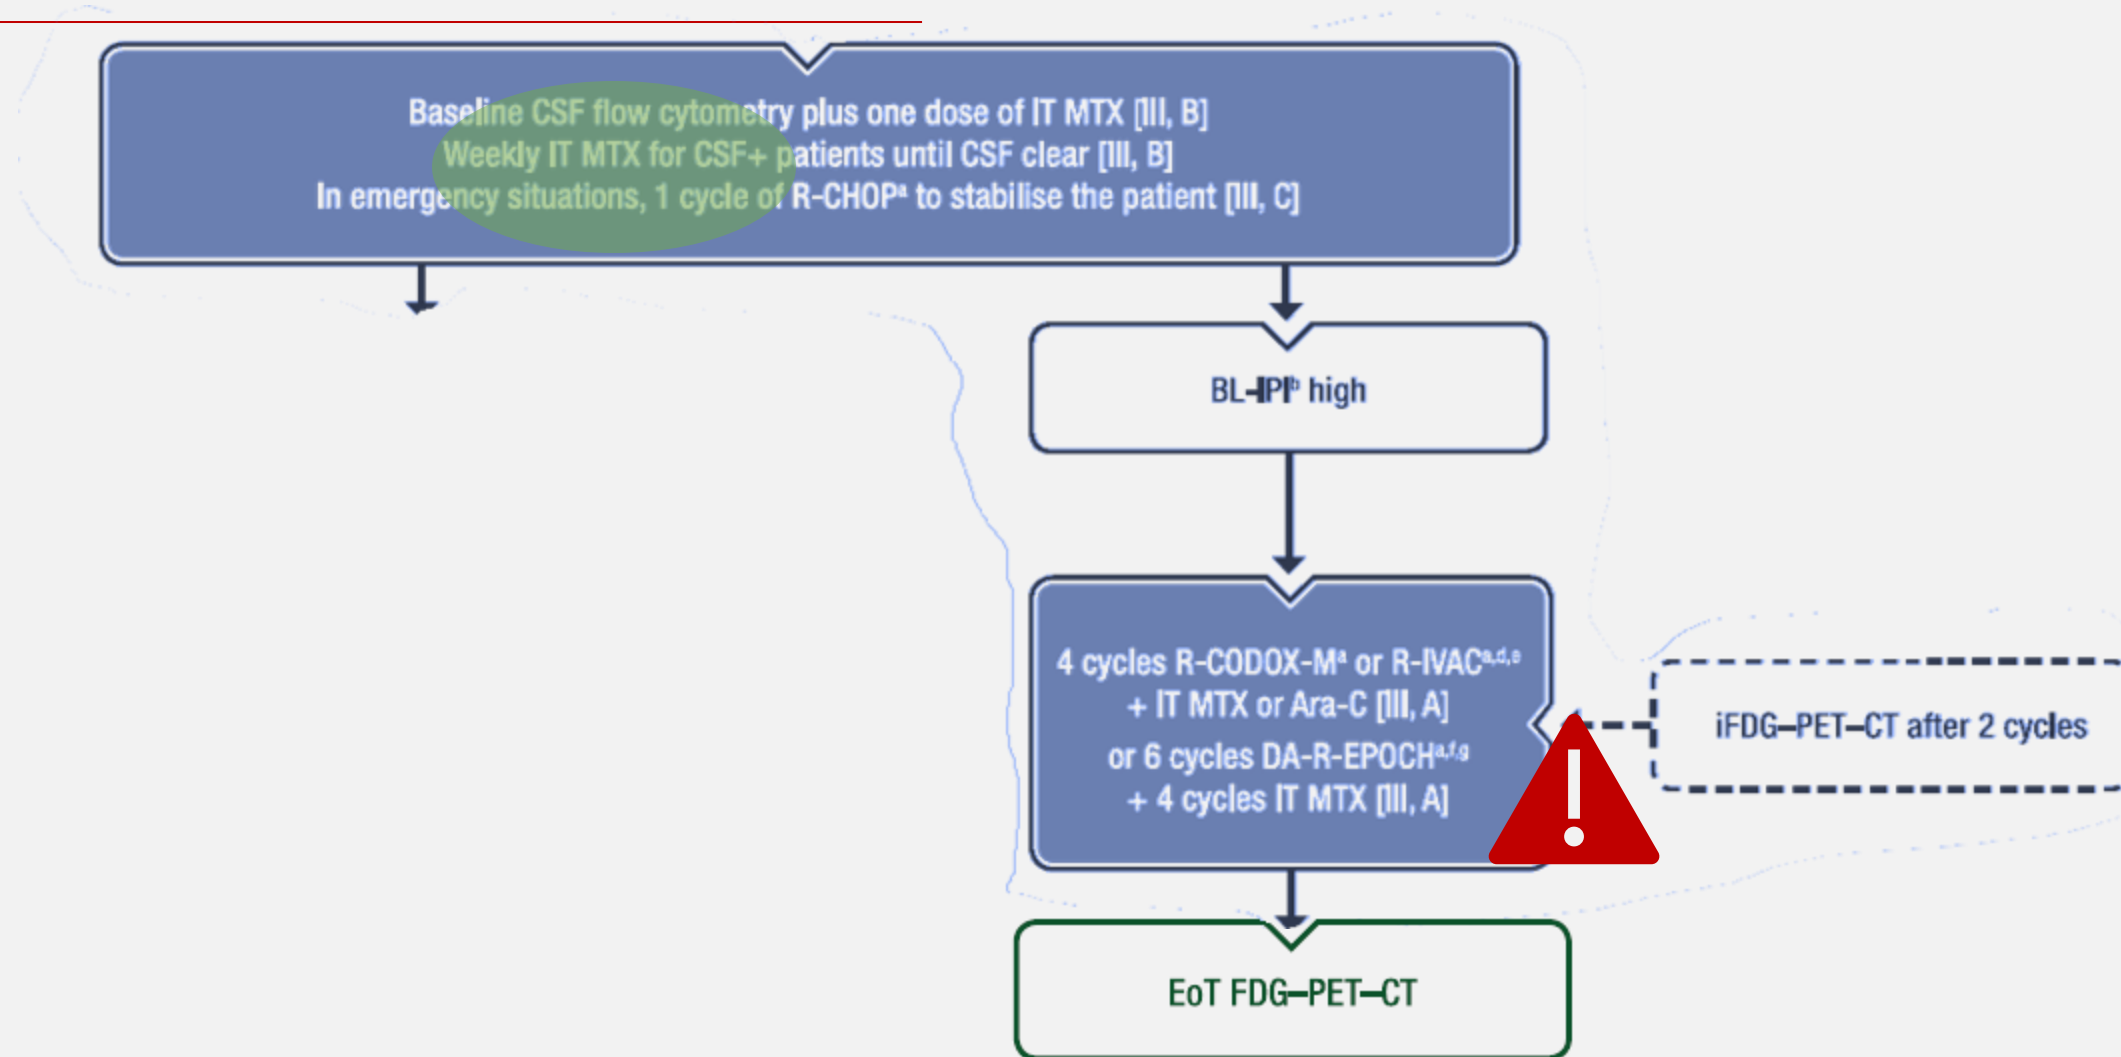 Baseline CSF flow cytometry plus one dose of IT MTX [III, B]
Weekly IT MTX for CSF+ patients until CSF clear [III, B]
In emergency situations, 1 cycle of R-CHOPᵃ to stabilise the patient [III, C]
BL–IPIᵇ high
4 cycles R-CODOX-Mᵃ or R-IVACᵃ,ᵈ,ᵉ
+ IT MTX or Ara-C [III, A]
or 6 cycles DA-R-EPOCHᵃ,ᶠ,ᵍ
+ 4 cycles IT MTX [III, A]
iFDG–PET–CT after 2 cycles
EoT FDG–PET–CT